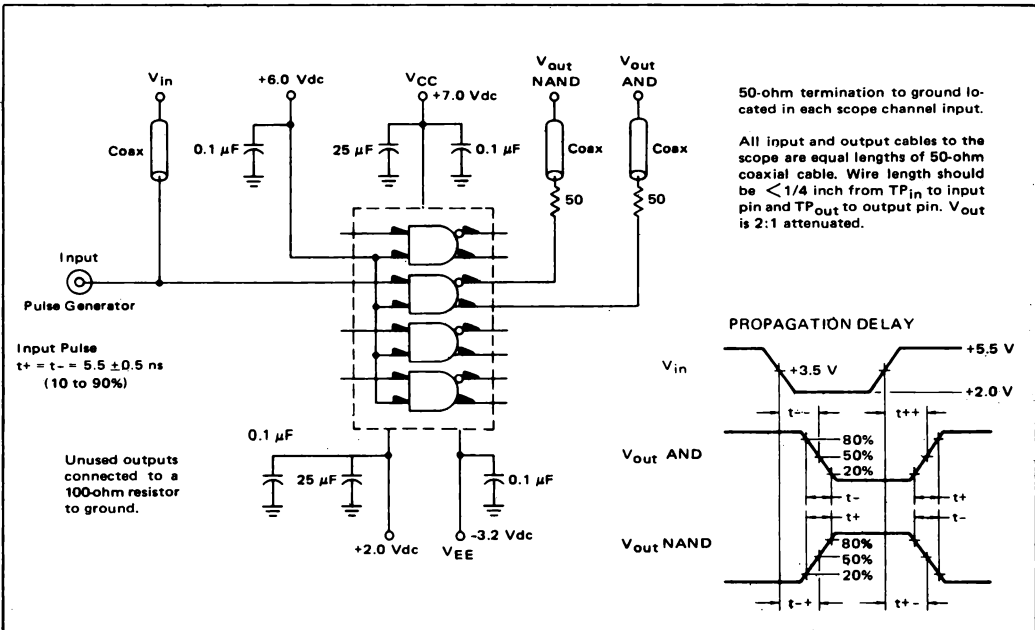 Vin
+6.0 Vdc
VCC
+7.0 Vdc
Vout
NAND
Vout
AND
Coax
0.1 µF
25 µF
0.1 µF
Coax
Coax
50
50
50-ohm termination to ground lo-
cated in each scope channel input.
All input and output cables to the
scope are equal lengths of 50-ohm
coaxial cable. Wire length should
be < 1/4 inch from TPin to input
pin and TPout to output pin. Vout
is 2:1 attenuated.
Input
Pulse Generator
Input Pulse
t+ = t- = 5.5 ±0.5 ns
(10 to 90%)
Unused outputs
connected to a
100-ohm resistor
to ground.
0.1 µF
25 µF
0.1 µF
+2.0 Vdc
VEE
-3.2 Vdc
PROPAGATION DELAY
Vin
+5.5 V
+3.5 V
+2.0 V
t--
t++
Vout AND
80%
50%
20%
t-
t+
t+
t-
Vout NAND
80%
50%
20%
t-+
t+-